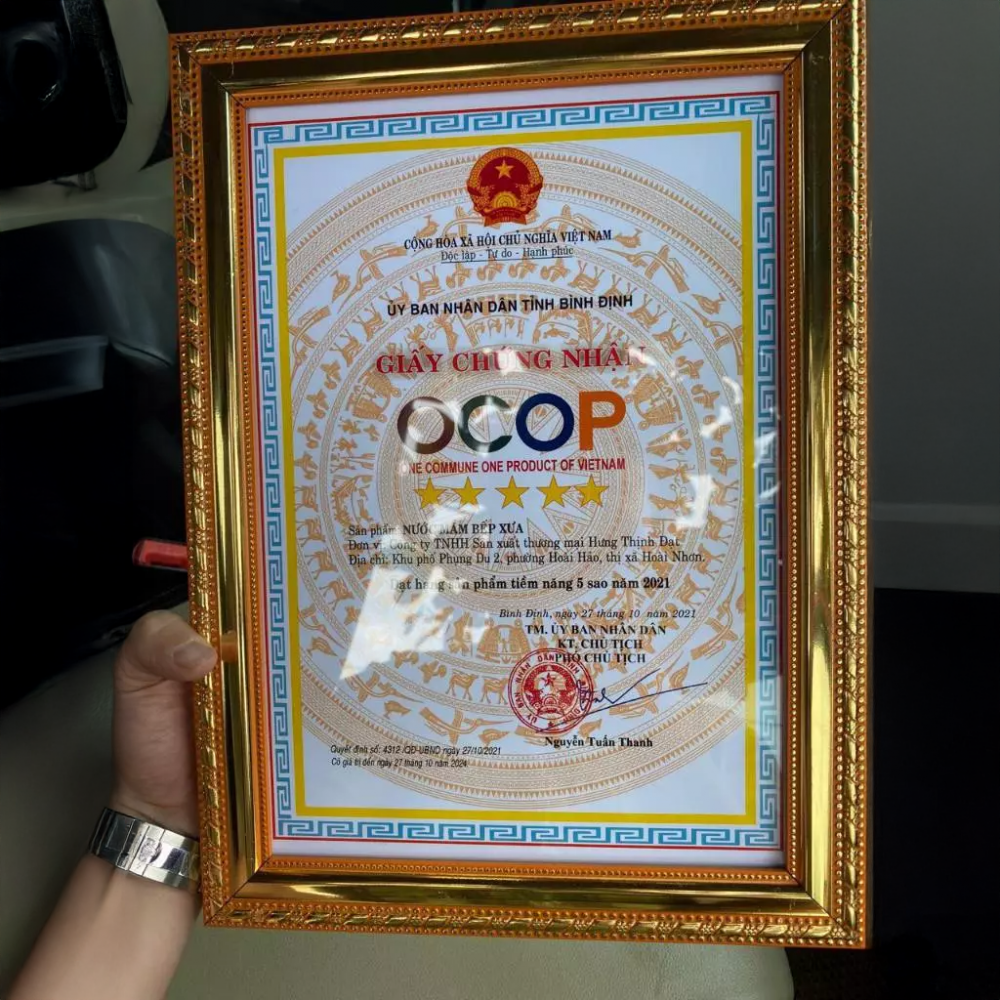 CỘNG HÒA XÃ HỘI CHỦ NGHĨA VIỆT NAM
Độc lập - Tự do - Hạnh phúc
ỦY BAN NHÂN DÂN TỈNH BÌNH ĐỊNH
GIẤY CHỨNG NHẬN
OCOP
ONE COMMUNE ONE PRODUCT OF VIETNAM
Sản phẩm: NƯỚC MẮM BẾP XƯA
Đơn vị: Công ty TNHH Sản xuất thương mại Hưng Thịnh Đạt
Địa chỉ: Khu phố Phụng Du 2, phường Hoài Hảo, thị xã Hoài Nhơn.
Đạt hạng sản phẩm tiềm năng 5 sao năm 2021
Bình Định, ngày 27 tháng 10 năm 2021
TM. ỦY BAN NHÂN DÂN
KT. CHỦ TỊCH
PHÓ CHỦ TỊCH
Nguyễn Tuấn Thanh
Quyết định số: 4312 /QĐ-UBND ngày 27/10/2021
Có giá trị đến ngày 27 tháng 10 năm 2024